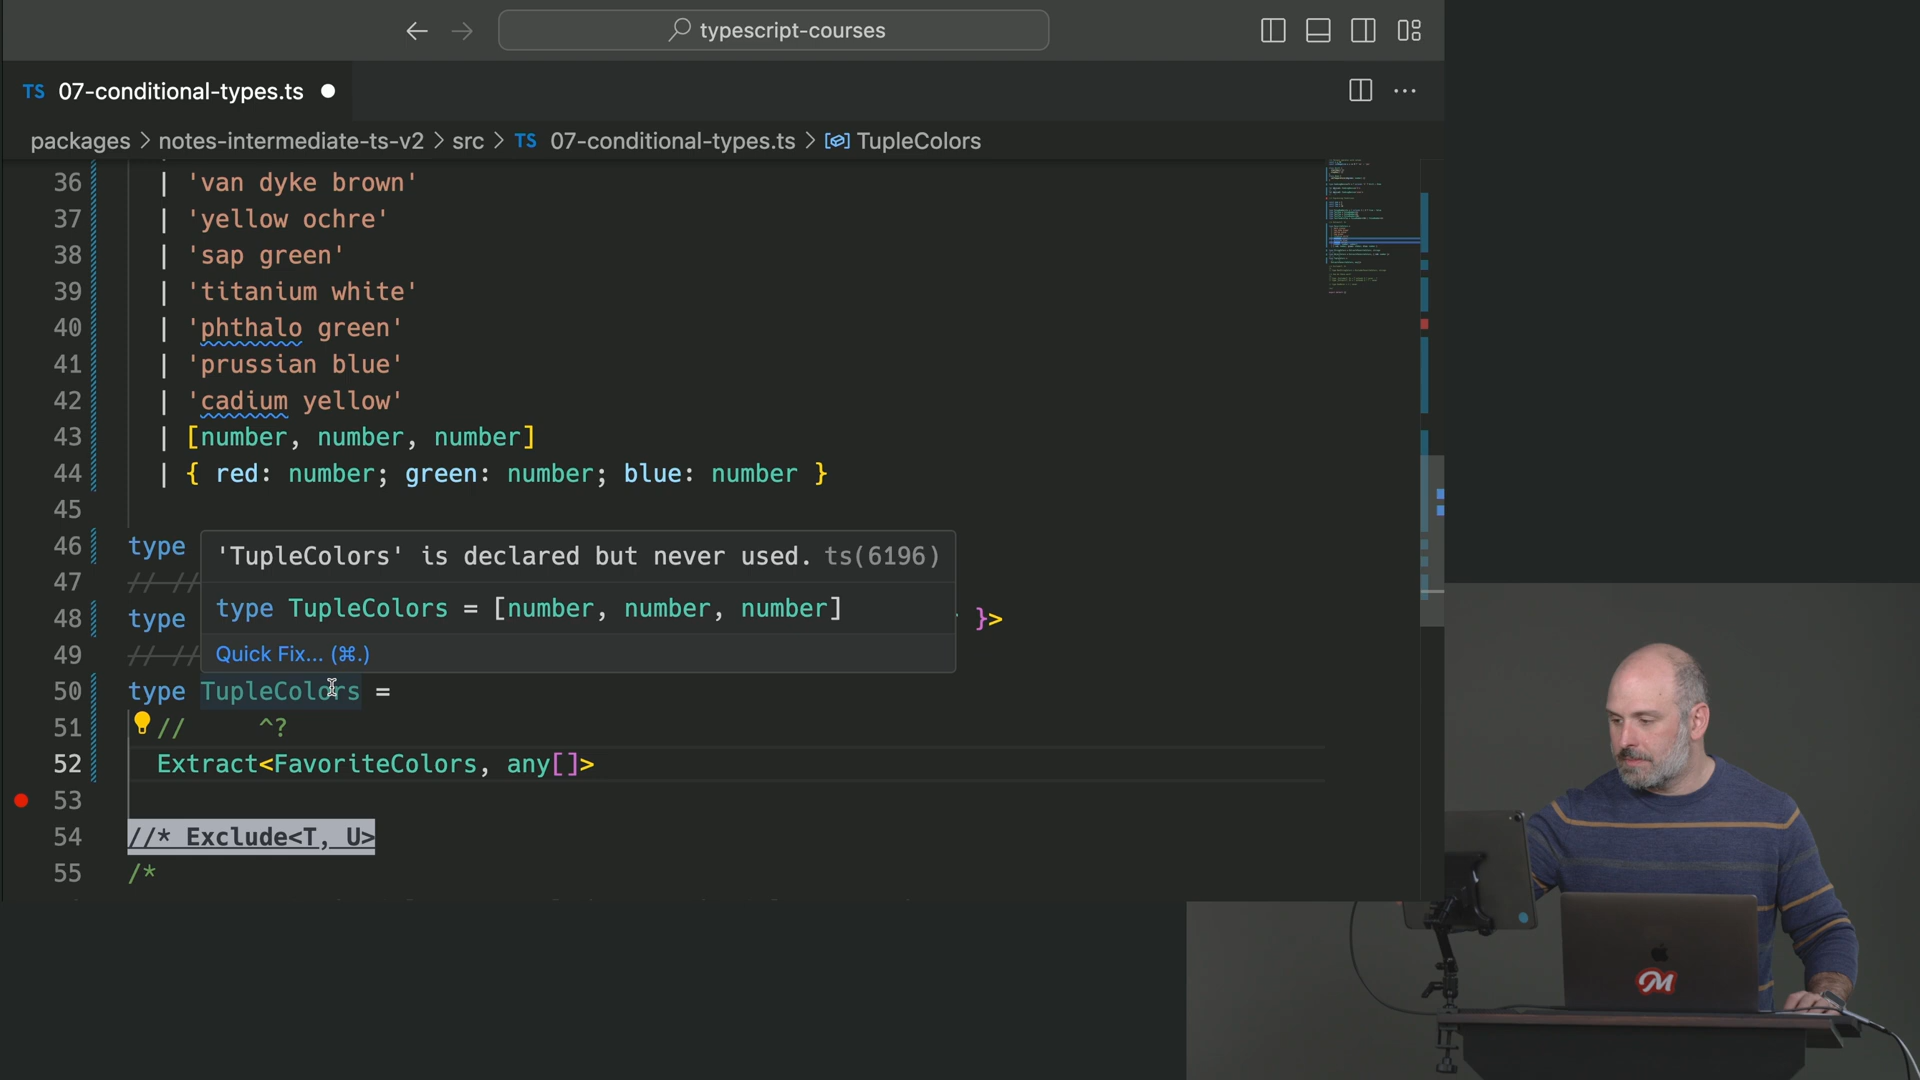 typescript-courses
TS 07-conditional-types.ts
packages > notes-intermediate-ts-v2 > src > TS 07-conditional-types.ts > TupleColors
36 | 'van dyke brown'
37 | 'yellow ochre'
38 | 'sap green'
39 | 'titanium white'
40 | 'phthalo green'
41 | 'prussian blue'
42 | 'cadium yellow'
43 | [number, number, number]
44 | { red: number; green: number; blue: number }
45
46 type
'TupleColors' is declared but never used. ts(6196)
47 // //
type TupleColors = [number, number, number]
48 type }>
49 // //
Quick Fix... (⌘.)
50 type TupleColors =
51 // ^?
52 Extract<FavoriteColors, any[]>
53
54 //* Exclude<T, U>
55 /*
M